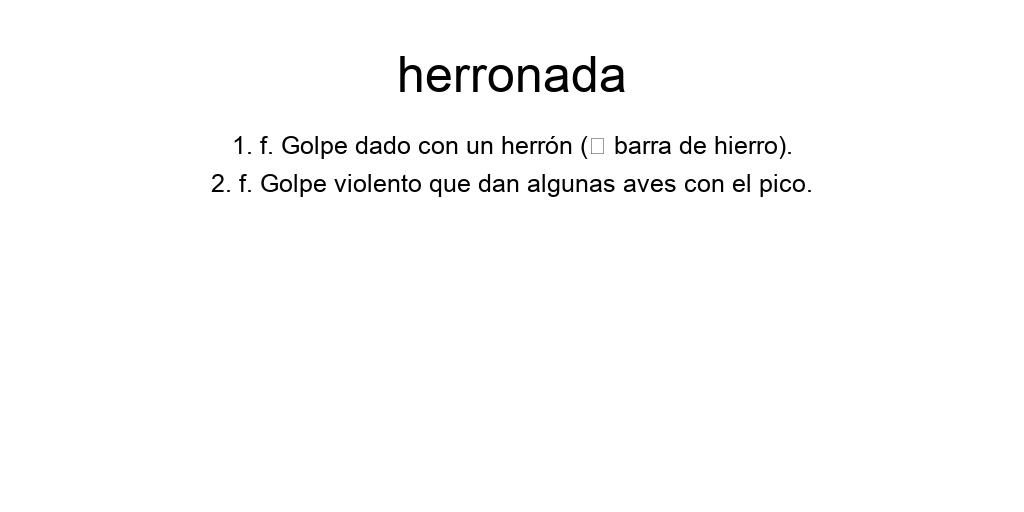 herronada
1. f. Golpe dado con un herrón (□ barra de hierro).
2. f. Golpe violento que dan algunas aves con el pico.